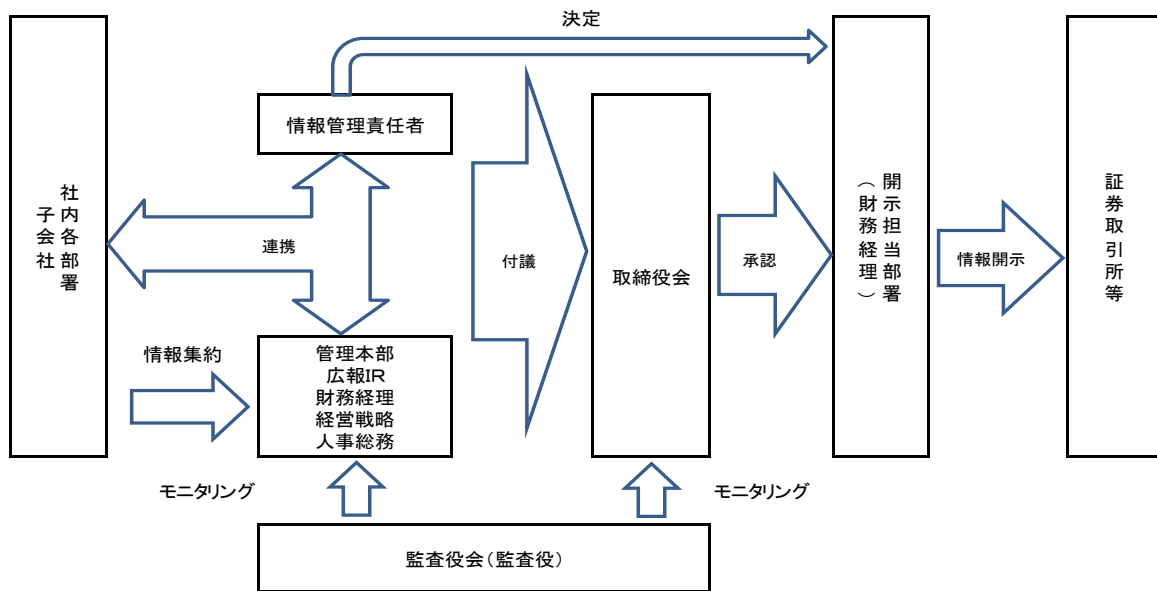 決定
情報管理責任者
社内各部署
子会社
連携
付議
取締役会
承認
開示担当部署
（財務経理）
情報開示
証券取引所等
情報集約
管理本部
広報IR
財務経理
経営戦略
人事総務
モニタリング
モニタリング
監査役会（監査役）